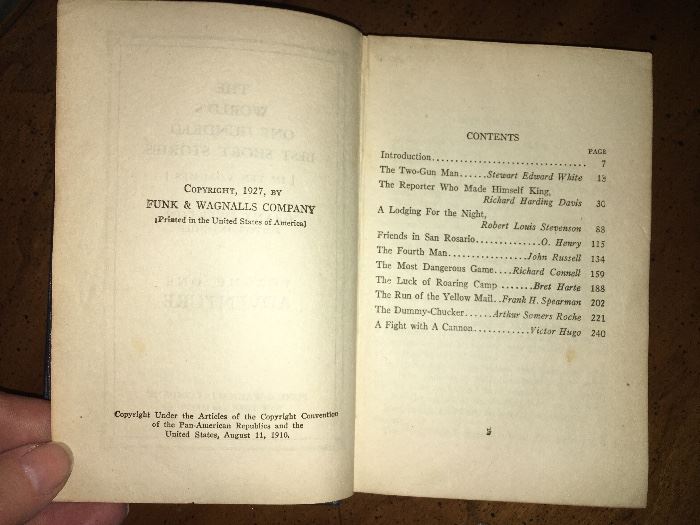 COPYRIGHT, 1927, BY
FUNK & WAGNALLS COMPANY
[Printed in the United States of America]
Copyright Under the Articles of the Copyright Convention
of the Pan-American Republics and the
United States, August 11, 1910.
CONTENTS
PAGE
Introduction................................ 7
The Two-Gun Man......Stewart Edward White 13
The Reporter Who Made Himself King,
Richard Harding Davis 30
A Lodging For the Night,
Robert Louis Stevenson 88
Friends in San Rosario..............O. Henry 115
The Fourth Man.................John Russell 134
The Most Dangerous Game....Richard Connell 159
The Luck of Roaring Camp .......Bret Harte 188
The Run of the Yellow Mail..Frank H. Spearman 202
The Dummy-Chucker......Arthur Somers Roche 221
A Fight with A Cannon............Victor Hugo 240
5